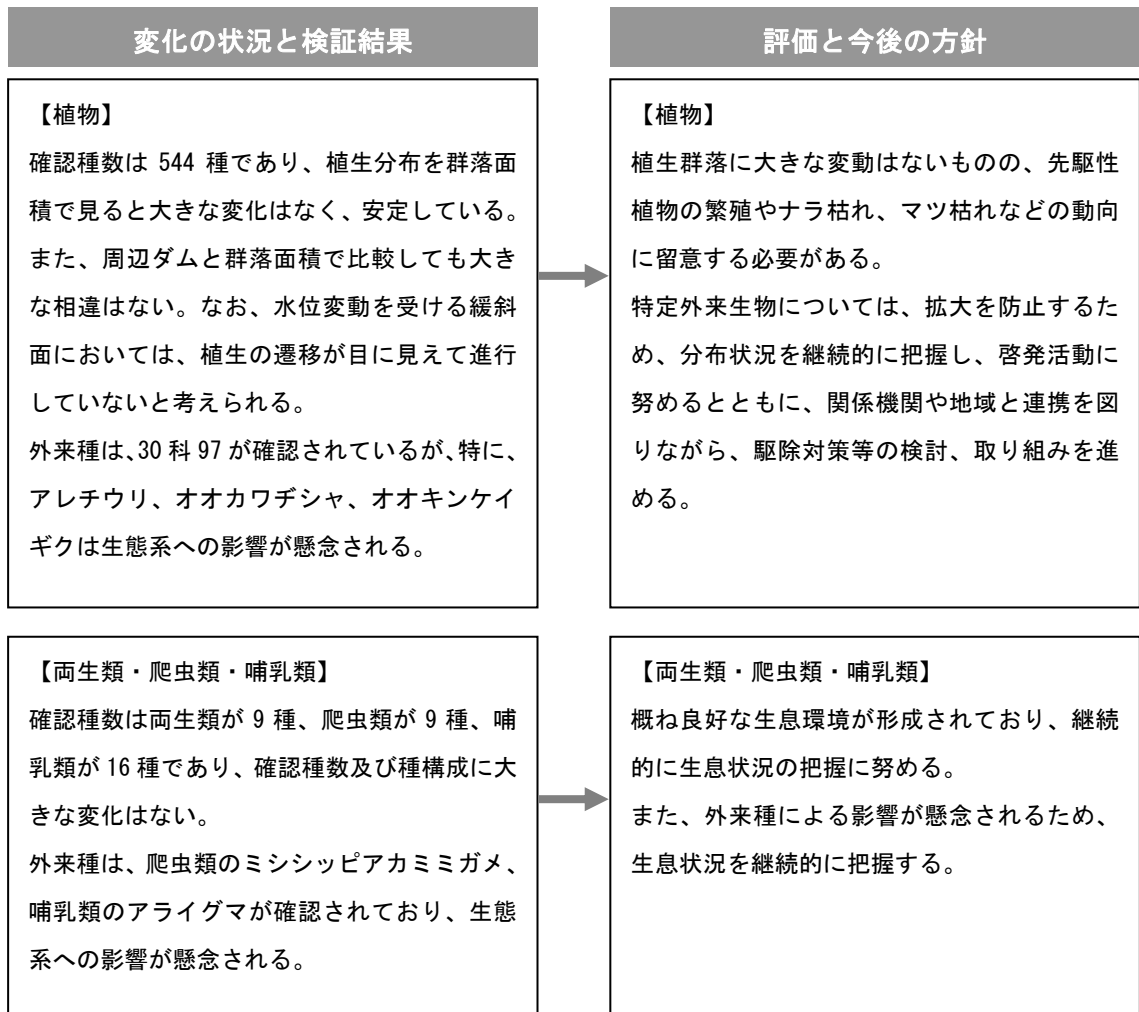 変化の状況と検証結果
【植物】
確認種数は 544 種であり、植生分布を群落面
積で見ると大きな変化はなく、安定している。
また、周辺ダムと群落面積で比較しても大き
な相違はない。なお、水位変動を受ける緩斜
面においては、植生の遷移が目に見えて進行
していないと考えられる。
外来種は、30 科 97 が確認されているが、特に、
アレチウリ、オオカワヂシャ、オオキンケイ
ギクは生態系への影響が懸念される。
評価と今後の方針
【植物】
植生群落に大きな変動はないものの、先駆性
植物の繁殖やナラ枯れ、マツ枯れなどの動向
に留意する必要がある。
特定外来生物については、拡大を防止するた
め、分布状況を継続的に把握し、啓発活動に
努めるとともに、関係機関や地域と連携を図
りながら、駆除対策等の検討、取り組みを進
める。
【両生類・爬虫類・哺乳類】
確認種数は両生類が 9 種、爬虫類が 9 種、哺
乳類が 16 種であり、確認種数及び種構成に大
きな変化はない。
外来種は、爬虫類のミシシッピアカミミガメ、
哺乳類のアライグマが確認されており、生態
系への影響が懸念される。
【両生類・爬虫類・哺乳類】
概ね良好な生息環境が形成されており、継続
的に生息状況の把握に努める。
また、外来種による影響が懸念されるため、
生息状況を継続的に把握する。